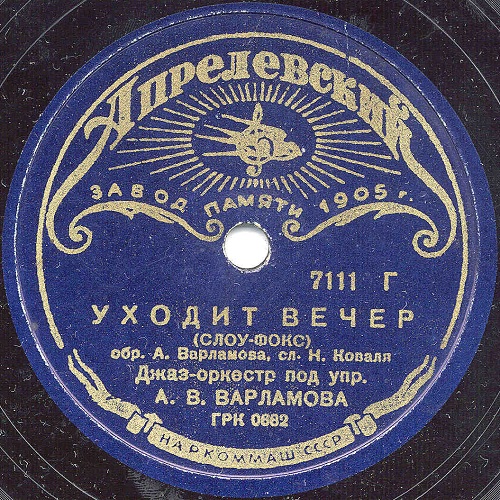 Апрелевский
ЗАВОД ПАМЯТИ 1905 г.
7111 Г
УХОДИТ ВЕЧЕР
(СЛОУ-ФОКС)
обр. А. Варламова, сл. Н. Коваля
Джаз-оркестр под упр.
А. В. ВАРЛАМОВА
ГРК 0682
НАРКОММАШ СССР